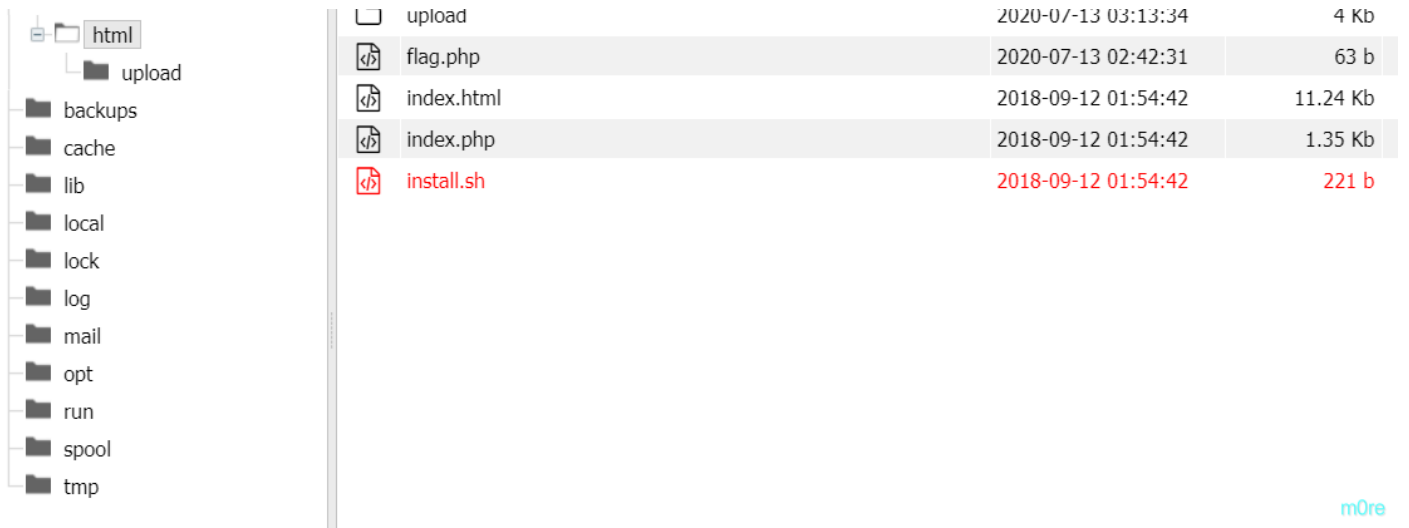 html
upload
backups
cache
lib
local
lock
log
mail
opt
run
spool
tmp
upload 2020-07-13 03:13:34 4 Kb
flag.php 2020-07-13 02:42:31 63 b
index.html 2018-09-12 01:54:42 11.24 Kb
index.php 2018-09-12 01:54:42 1.35 Kb
install.sh 2018-09-12 01:54:42 221 b
m0re